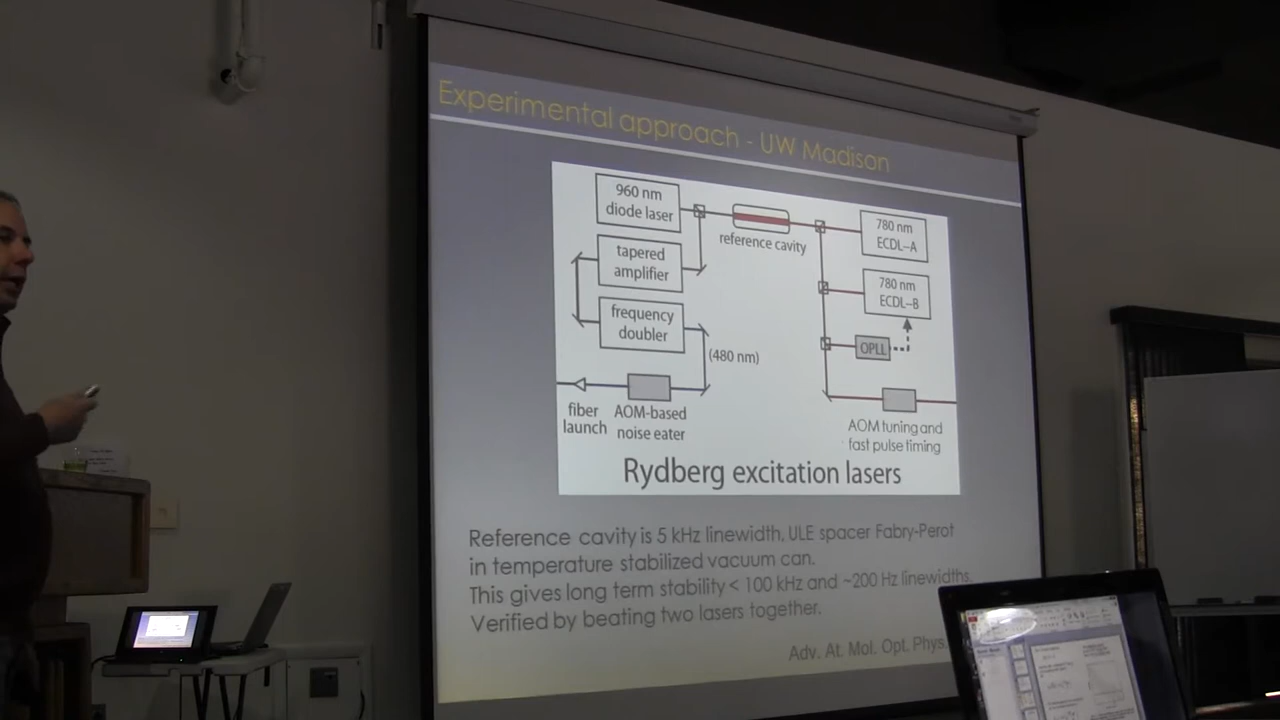 Experimental approach - UW Madison
960 nm
diode laser
reference cavity
780 nm
ECDL–A
tapered
amplifier
780 nm
ECDL–B
frequency
doubler
(480 nm)
OPLL
fiber
launch
AOM-based
noise eater
AOM tuning and
fast pulse timing
Rydberg excitation lasers
Reference cavity is 5 kHz linewidth, ULE spacer Fabry-Perot
in temperature stabilized vacuum can.
This gives long term stability < 100 kHz and ~200 Hz linewidths.
Verified by beating two lasers together.
Adv. At. Mol. Opt. Phys.